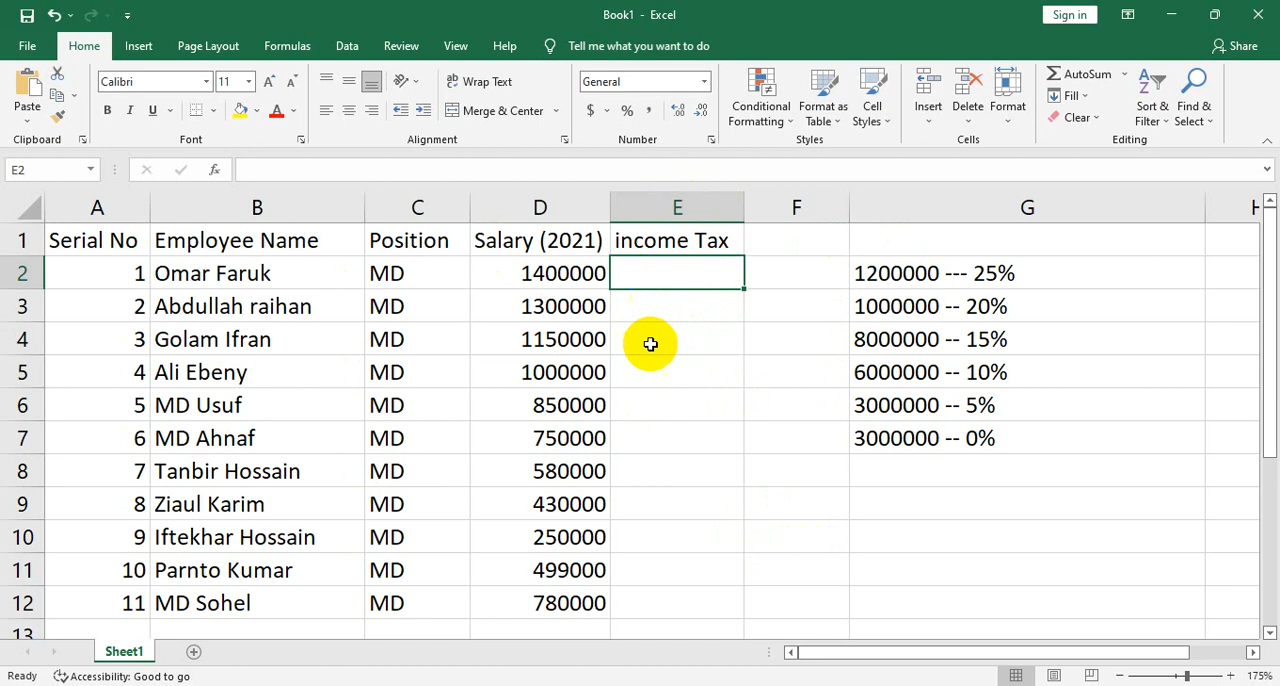 Book1 - Excel
Sign in
File Home Insert Page Layout Formulas Data Review View Help Tell me what you want to do Share
Paste
Clipboard
Calibri 11
B I U A
Font
Wrap Text
Merge & Center
Alignment
General
$ % ,
Number
Conditional Formatting
Format as Table
Cell Styles
Styles
Insert Delete Format
Cells
AutoSum
Fill
Clear
Sort & Filter
Find & Select
Editing
E2 fx
A B C D E F G H
1 Serial No Employee Name Position Salary (2021) income Tax
2 1 Omar Faruk MD 1400000 1200000 --- 25%
3 2 Abdullah raihan MD 1300000 1000000 -- 20%
4 3 Golam Ifran MD 1150000 8000000 -- 15%
5 4 Ali Ebeny MD 1000000 6000000 -- 10%
6 5 MD Usuf MD 850000 3000000 -- 5%
7 6 MD Ahnaf MD 750000 3000000 -- 0%
8 7 Tanbir Hossain MD 580000
9 8 Ziaul Karim MD 430000
10 9 Iftekhar Hossain MD 250000
11 10 Parnto Kumar MD 499000
12 11 MD Sohel MD 780000
13
Sheet1
Ready Accessibility: Good to go 175%